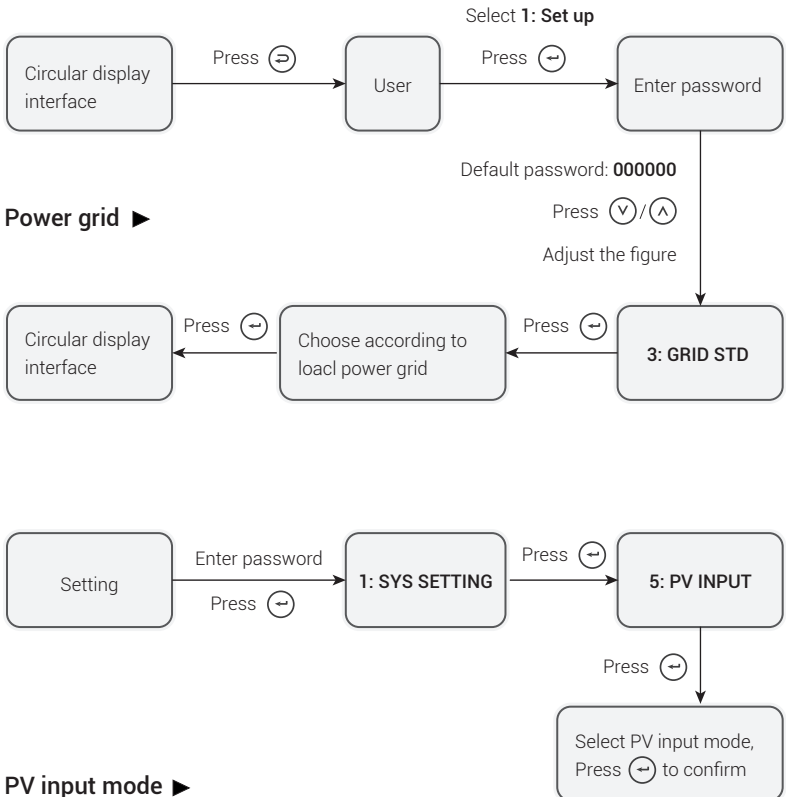 Select 1: Set up
Circular display
interface
Press
User
Press
Enter password
Default password: 000000
Press /
Adjust the figure
Power grid ▶
Circular display
interface
Press
Choose according to
loacl power grid
Press
3: GRID STD
Setting
Enter password
Press
1: SYS SETTING
Press
5: PV INPUT
Press
Select PV input mode,
Press to confirm
PV input mode ▶